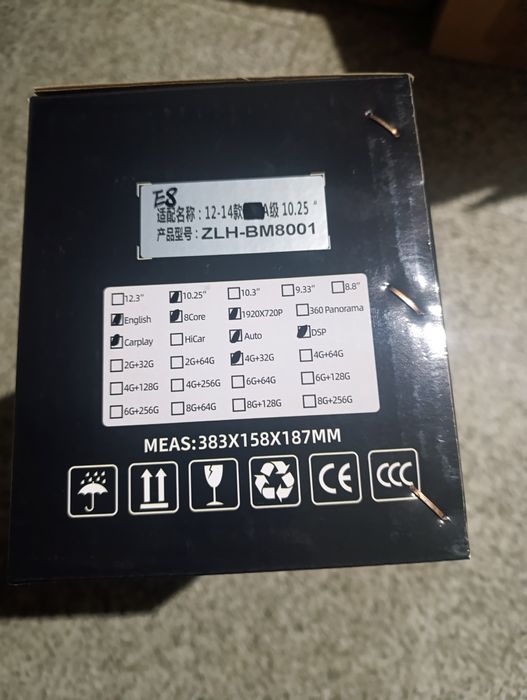 E8
适配名称：12-14款 A级 10.25"
产品型号：ZLH-BM8001
12.3" 10.25" 10.3" 9.33" 8.8"
English 8Core 1920X720P 360 Panorama
Carplay HiCar Auto DSP
2G+32G 2G+64G 4G+32G 4G+64G
4G+128G 4G+256G 6G+64G 6G+128G
6G+256G 8G+64G 8G+128G 8G+256G
MEAS:383X158X187MM
CE CCC